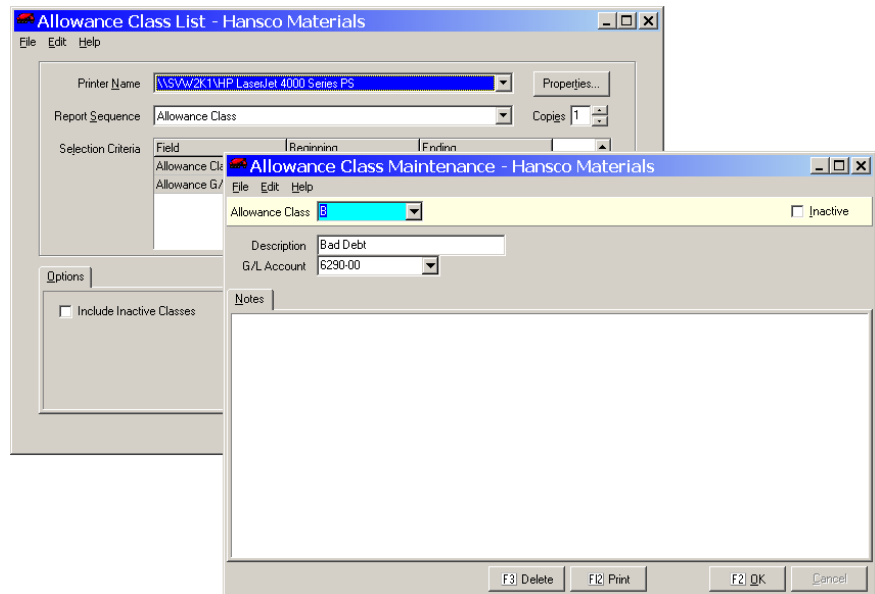 Allowance Class List - Hansco Materials
File Edit Help
Printer Name \\SVW2K1\HP LaserJet 4000 Series PS Properties...
Report Sequence Allowance Class Copies 1
Selection Criteria Field Beginning Ending
Allowance Cla
Allowance G/
Options
Include Inactive Classes
Allowance Class Maintenance - Hansco Materials
File Edit Help
Allowance Class B Inactive
Description Bad Debt
G/L Account 6290-00
Notes
F3 Delete F12 Print F2 OK Cancel